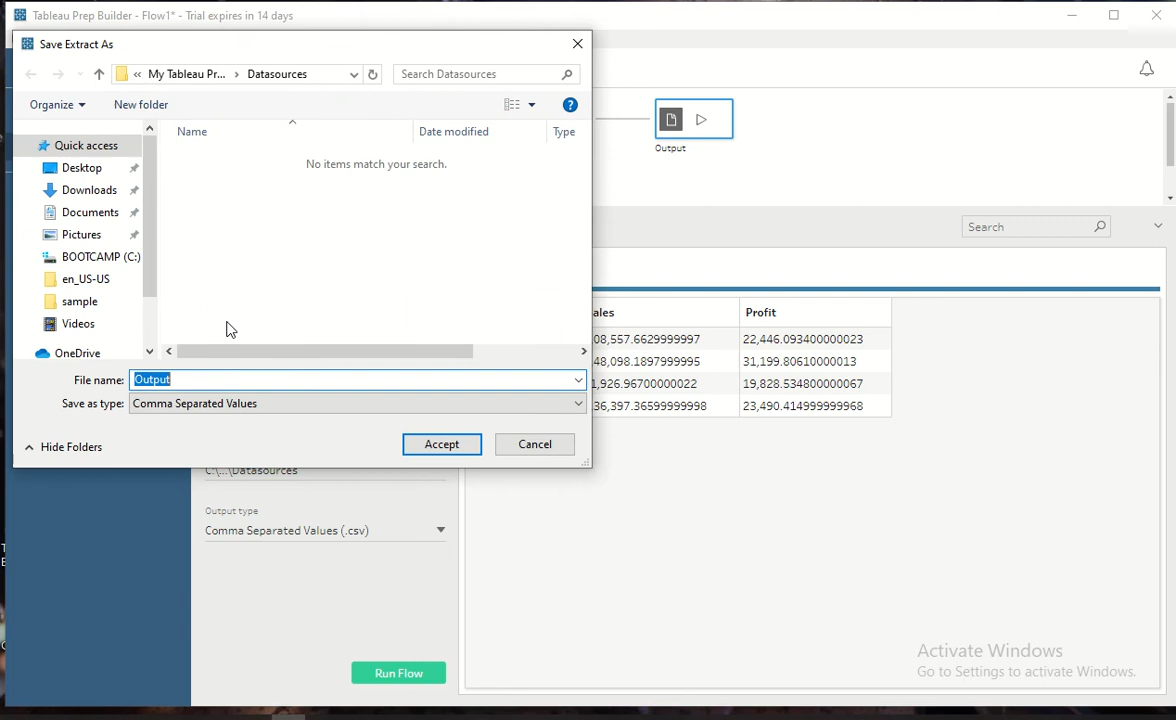 Tableau Prep Builder - Flow1* - Trial expires in 14 days
Save Extract As
« My Tableau Pr... › Datasources
Search Datasources
Organize
New folder
Name
Date modified
Type
No items match your search.
Quick access
Desktop
Downloads
Documents
Pictures
BOOTCAMP (C:)
en_US-US
sample
Videos
OneDrive
File name: Output
Save as type: Comma Separated Values
Hide Folders
Accept
Cancel
Output
Search
ales
Profit
08,557.6629999997
22,446.093400000023
48,098.1897999995
31,199.80610000013
1,926.96700000022
19,828.534800000067
36,397.36599999998
23,490.414999999968
C:\...\Datasources
Output type
Comma Separated Values (.csv)
Run Flow
Activate Windows
Go to Settings to activate Windows.